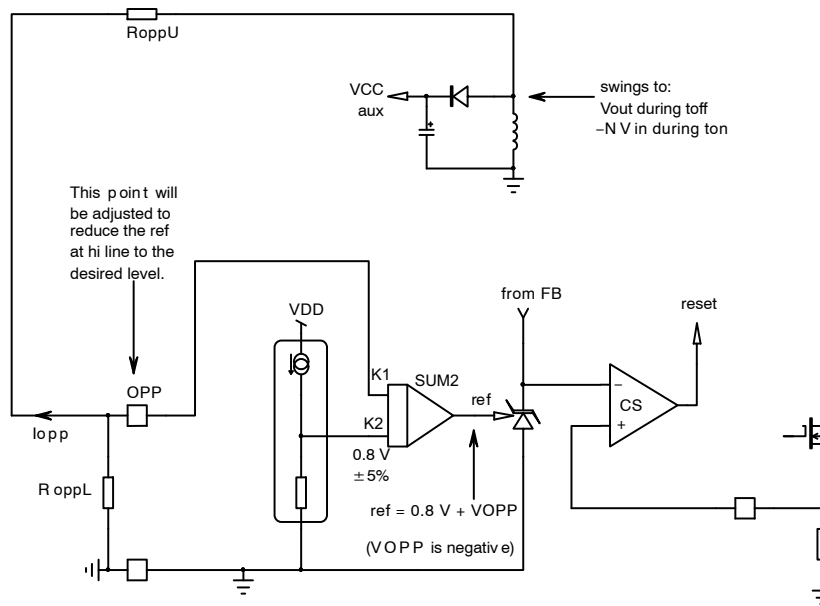 RoppU
VCC
aux
swings to:
Vout during toff
–N V in during ton
This point will
be adjusted to
reduce the ref
at hi line to the
desired level.
from FB
reset
VDD
OPP
K1
SUM2
ref
CS
Iopp
K2
0.8 V
±5%
RoppL
ref = 0.8 V + VOPP
(VOPP is negative)